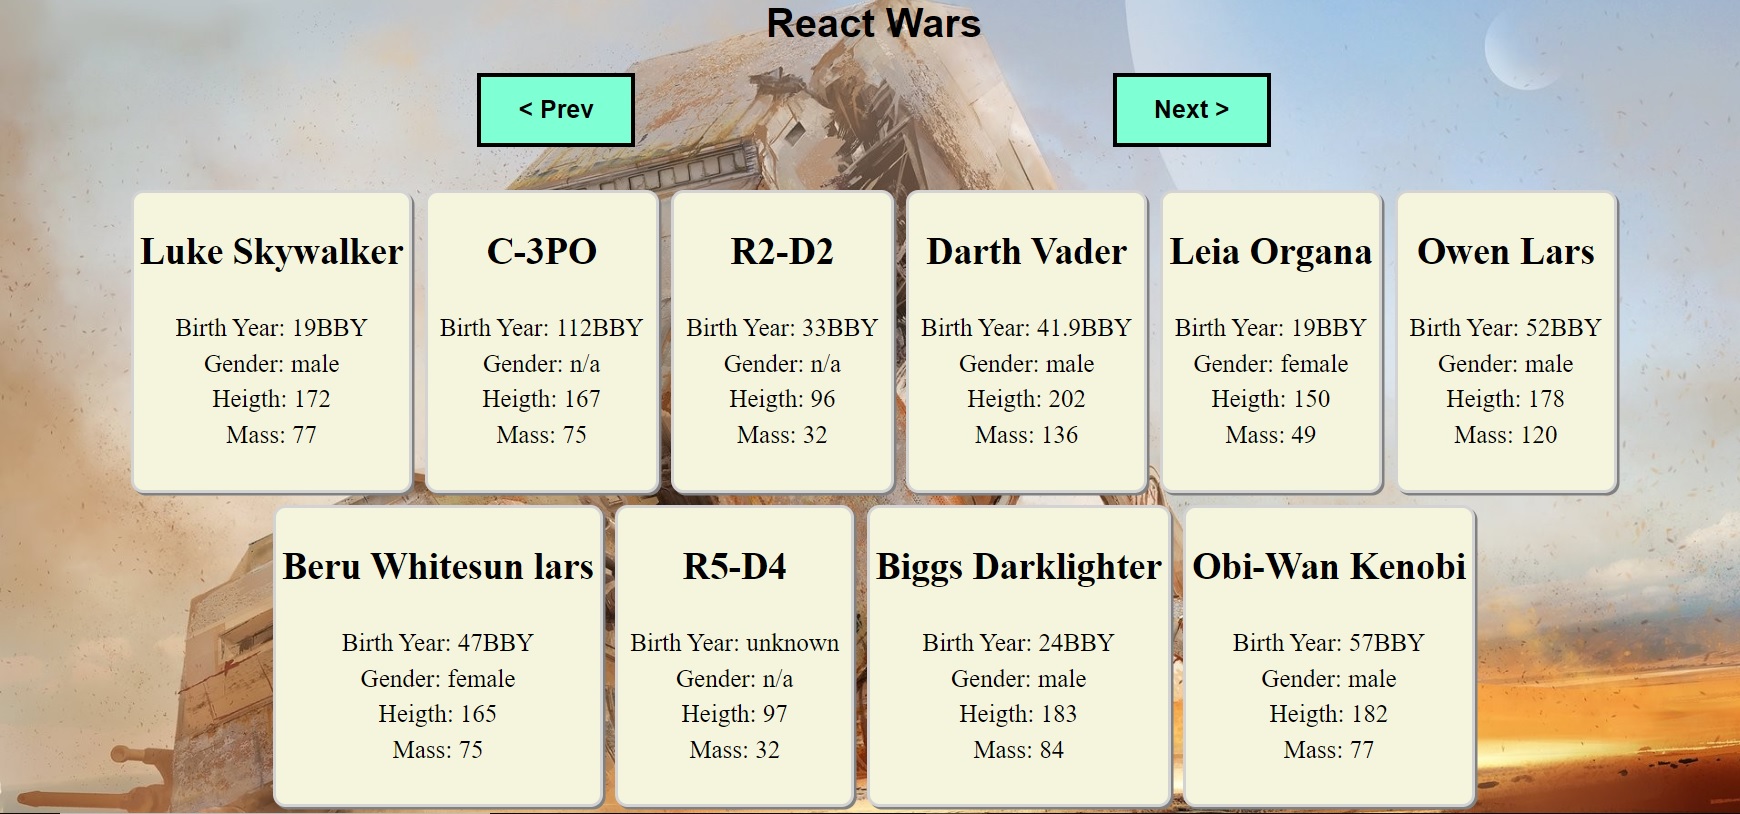 React Wars
< Prev
Next >
Luke Skywalker
Birth Year: 19BBY
Gender: male
Heigth: 172
Mass: 77
C-3PO
Birth Year: 112BBY
Gender: n/a
Heigth: 167
Mass: 75
R2-D2
Birth Year: 33BBY
Gender: n/a
Heigth: 96
Mass: 32
Darth Vader
Birth Year: 41.9BBY
Gender: male
Heigth: 202
Mass: 136
Leia Organa
Birth Year: 19BBY
Gender: female
Heigth: 150
Mass: 49
Owen Lars
Birth Year: 52BBY
Gender: male
Heigth: 178
Mass: 120
Beru Whitesun lars
Birth Year: 47BBY
Gender: female
Heigth: 165
Mass: 75
R5-D4
Birth Year: unknown
Gender: n/a
Heigth: 97
Mass: 32
Biggs Darklighter
Birth Year: 24BBY
Gender: male
Heigth: 183
Mass: 84
Obi-Wan Kenobi
Birth Year: 57BBY
Gender: male
Heigth: 182
Mass: 77